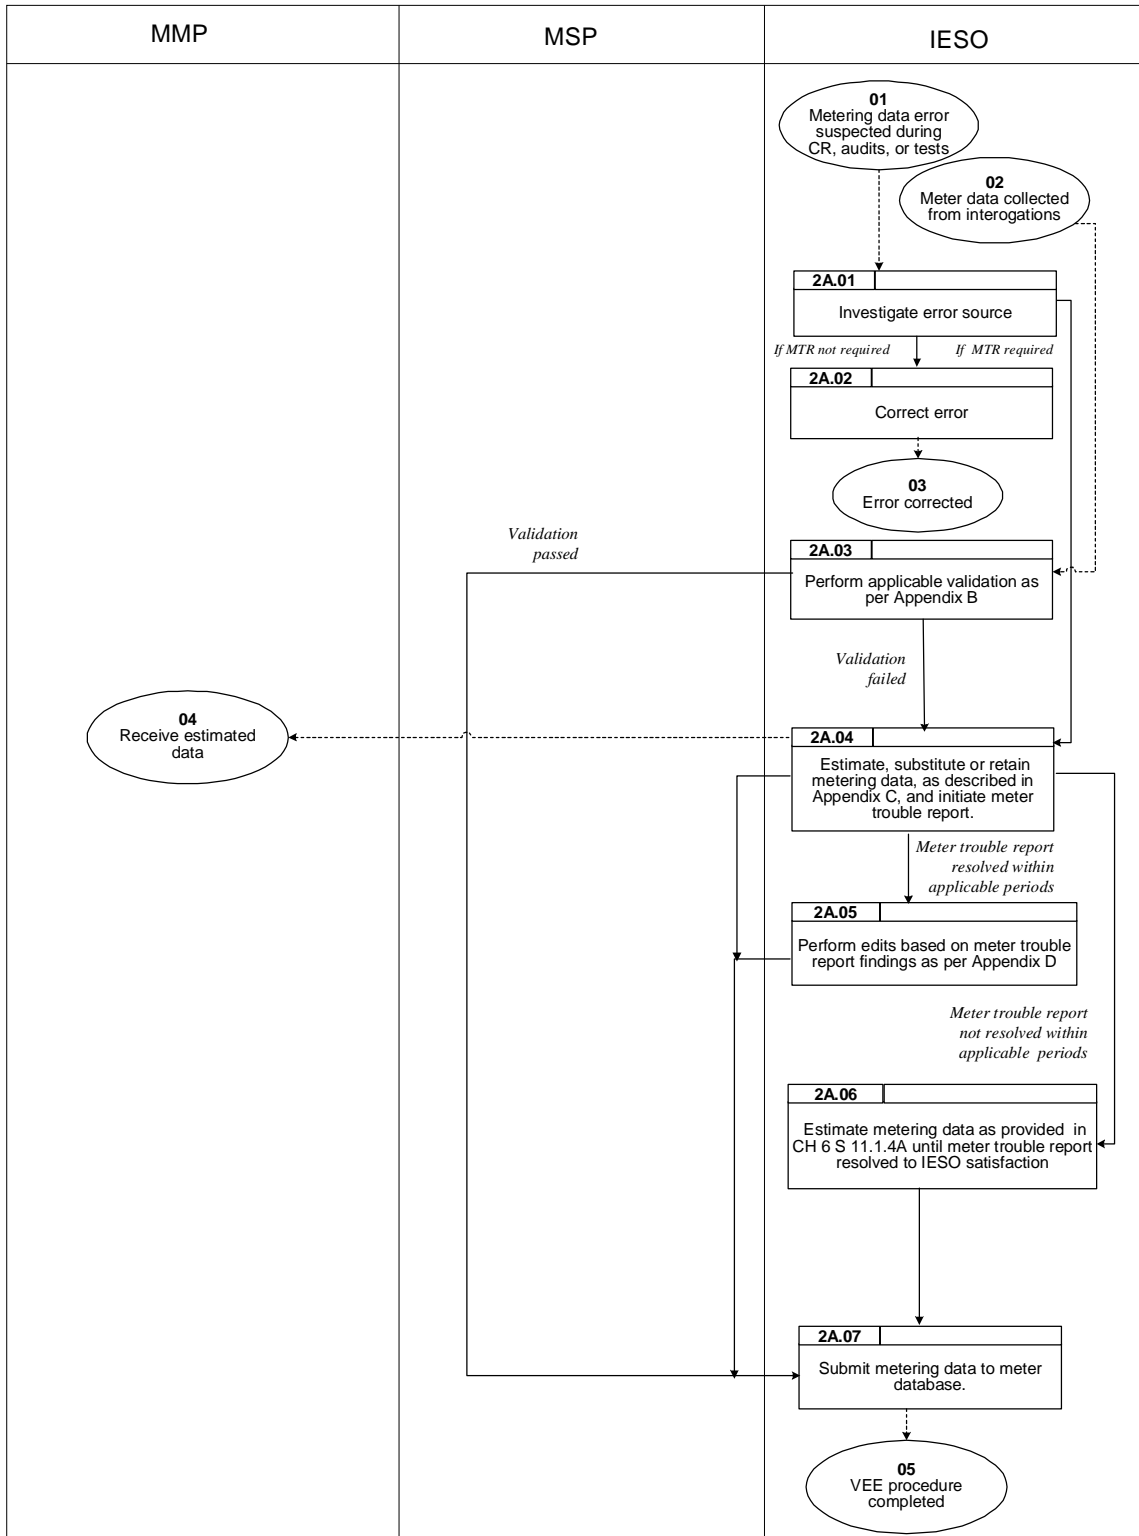 MMP
MSP
IESO
01
Metering data error
suspected during
CR, audits, or tests
02
Meter data collected
from interogations
2A.01
Investigate error source
If MTR not required
If MTR required
2A.02
Correct error
03
Error corrected
Validation
passed
2A.03
Perform applicable validation as
per Appendix B
Validation
failed
04
Receive estimated
data
2A.04
Estimate, substitute or retain
metering data, as described in
Appendix C, and initiate meter
trouble report.
Meter trouble report
resolved within
applicable periods
2A.05
Perform edits based on meter trouble
report findings as per Appendix D
Meter trouble report
not resolved within
applicable periods
2A.06
Estimate metering data as provided in
CH 6 S 11.1.4A until meter trouble report
resolved to IESO satisfaction
2A.07
Submit metering data to meter
database.
05
VEE procedure
completed